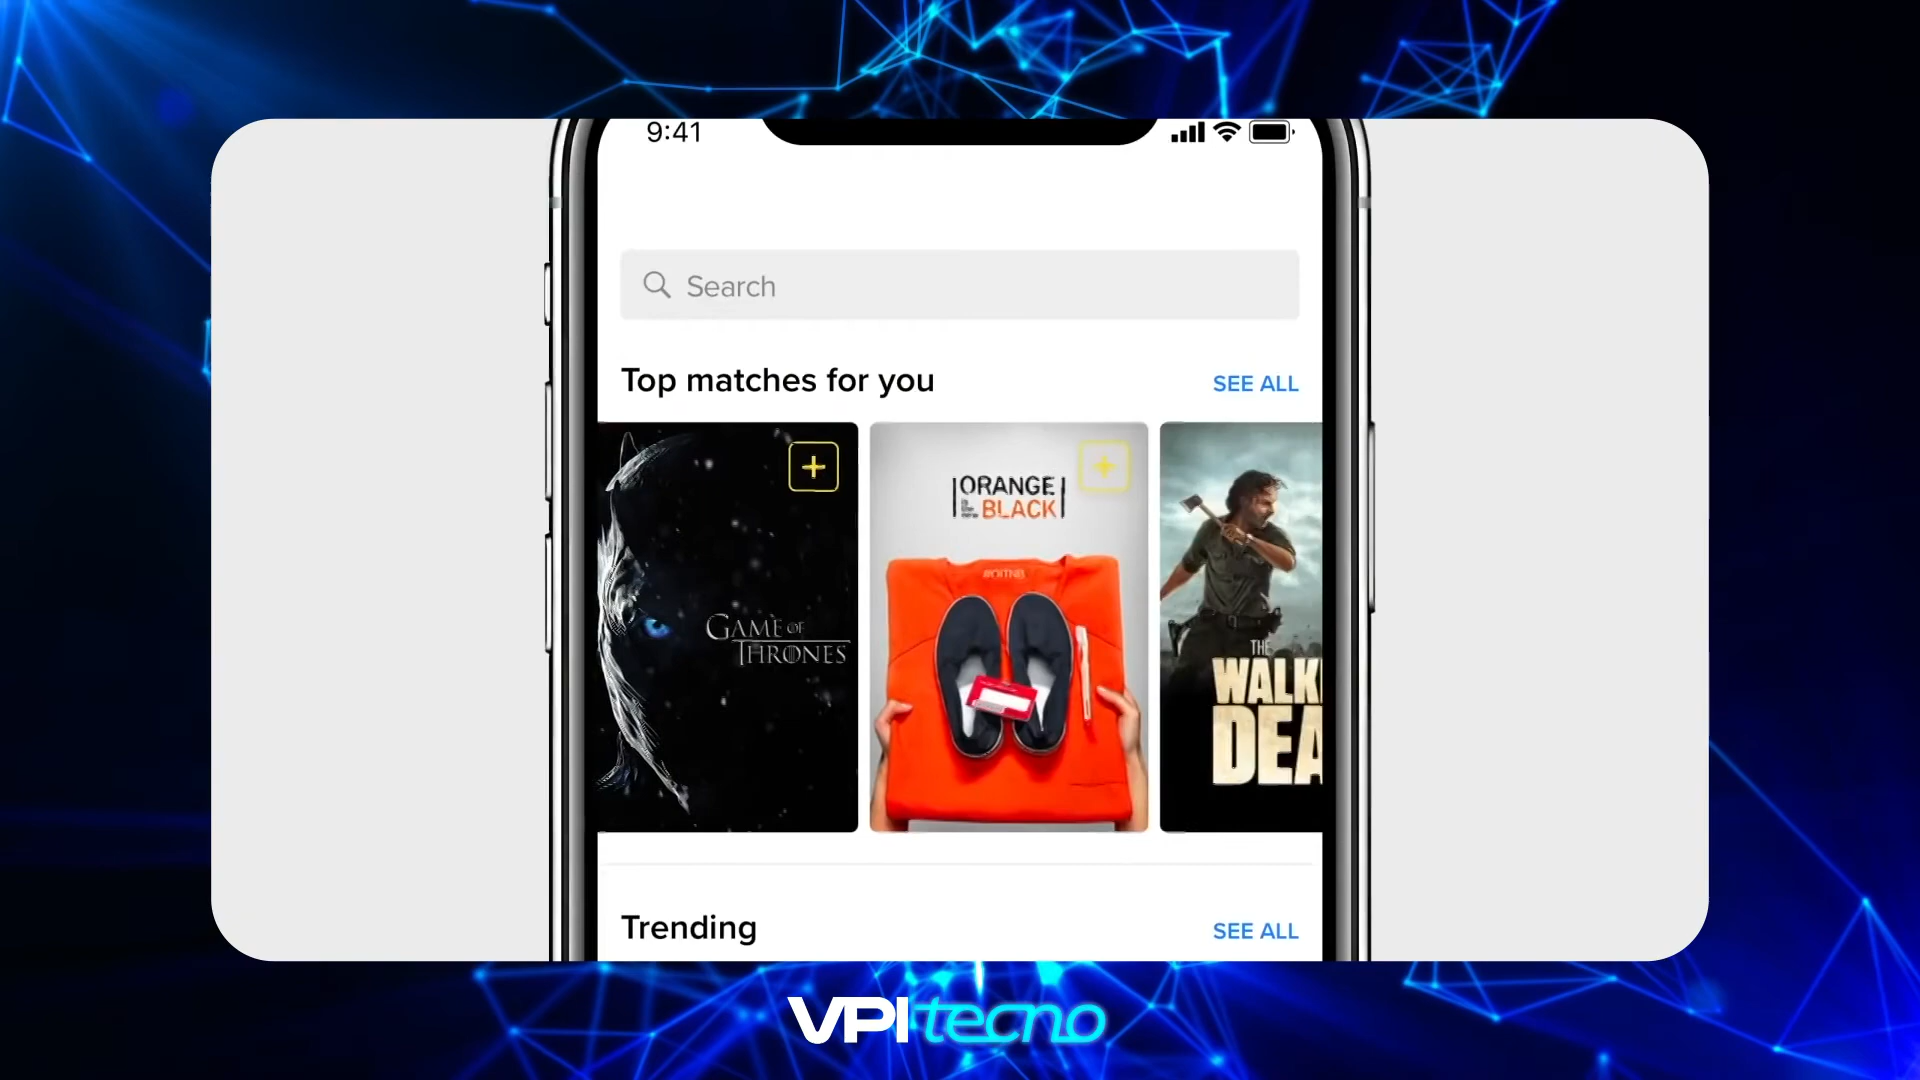 9:41
Search
Top matches for you
SEE ALL
GAME OF
THRONES
ORANGE
BLACK
#OITNB
THE
WALK
DEA
Trending
SEE ALL
VPItecno